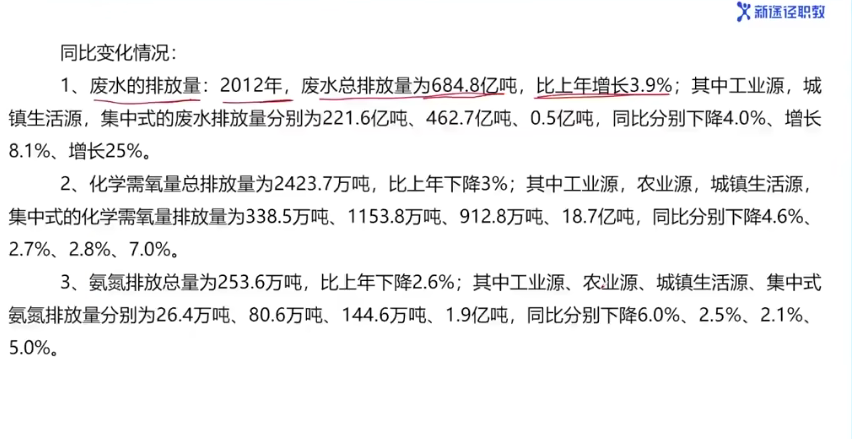 新途径职教
同比变化情况：
1、废水的排放量：2012年，废水总排放量为684.8亿吨，比上年增长3.9%；其中工业源，城
镇生活源，集中式的废水排放量分别为221.6亿吨、462.7亿吨、0.5亿吨，同比分别下降4.0%、增长
8.1%、增长25%。
2、化学需氧量总排放量为2423.7万吨，比上年下降3%；其中工业源，农业源，城镇生活源，
集中式的化学需氧量排放量为338.5万吨、1153.8万吨、912.8万吨、18.7亿吨，同比分别下降4.6%、
2.7%、2.8%、7.0%。
3、氨氮排放总量为253.6万吨，比上年下降2.6%；其中工业源、农业源、城镇生活源、集中式
氨氮排放量分别为26.4万吨、80.6万吨、144.6万吨、1.9亿吨，同比分别下降6.0%、2.5%、2.1%、
5.0%。